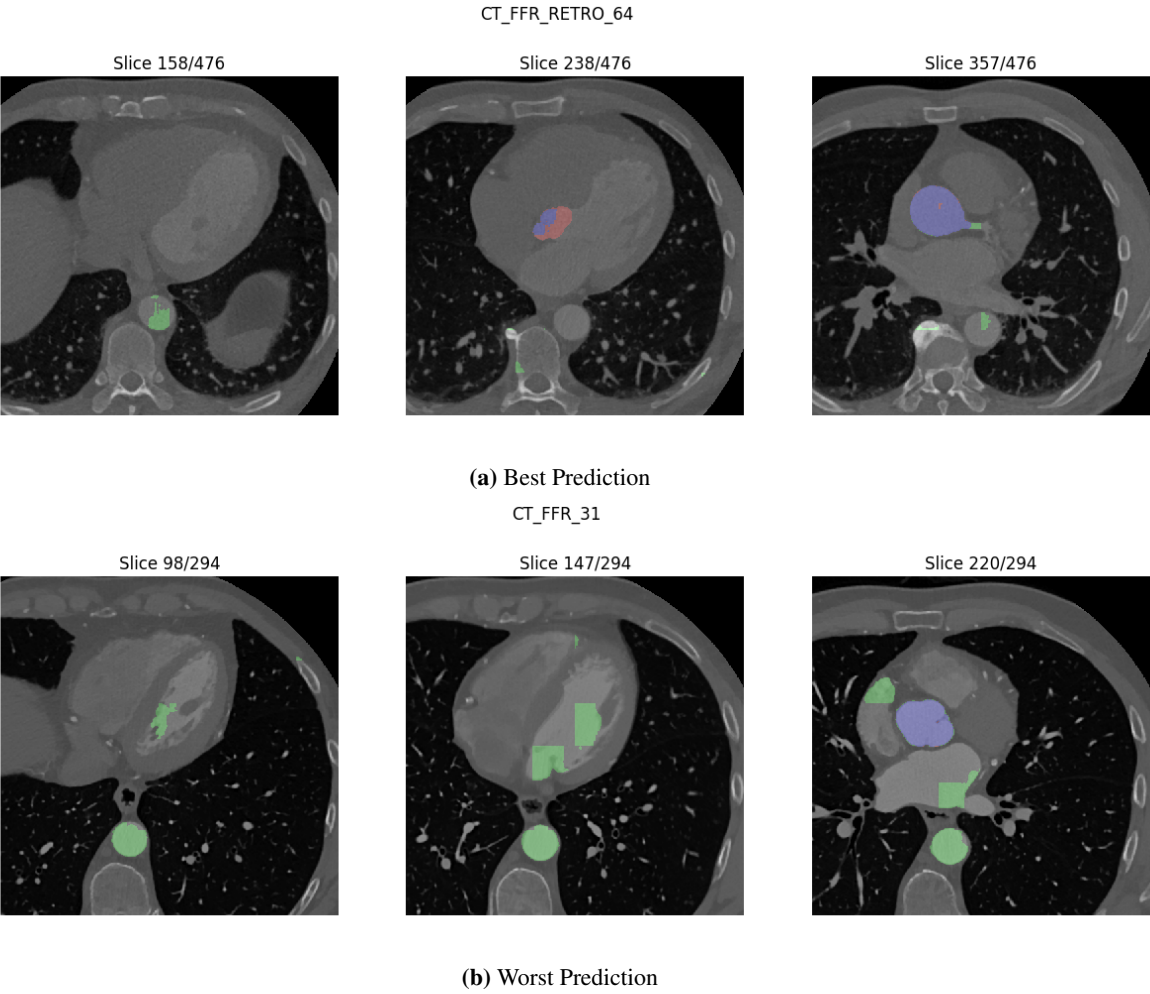 CT_FFR_RETRO_64
Slice 158/476
Slice 238/476
Slice 357/476
(a) Best Prediction
CT_FFR_31
Slice 98/294
Slice 147/294
Slice 220/294
(b) Worst Prediction